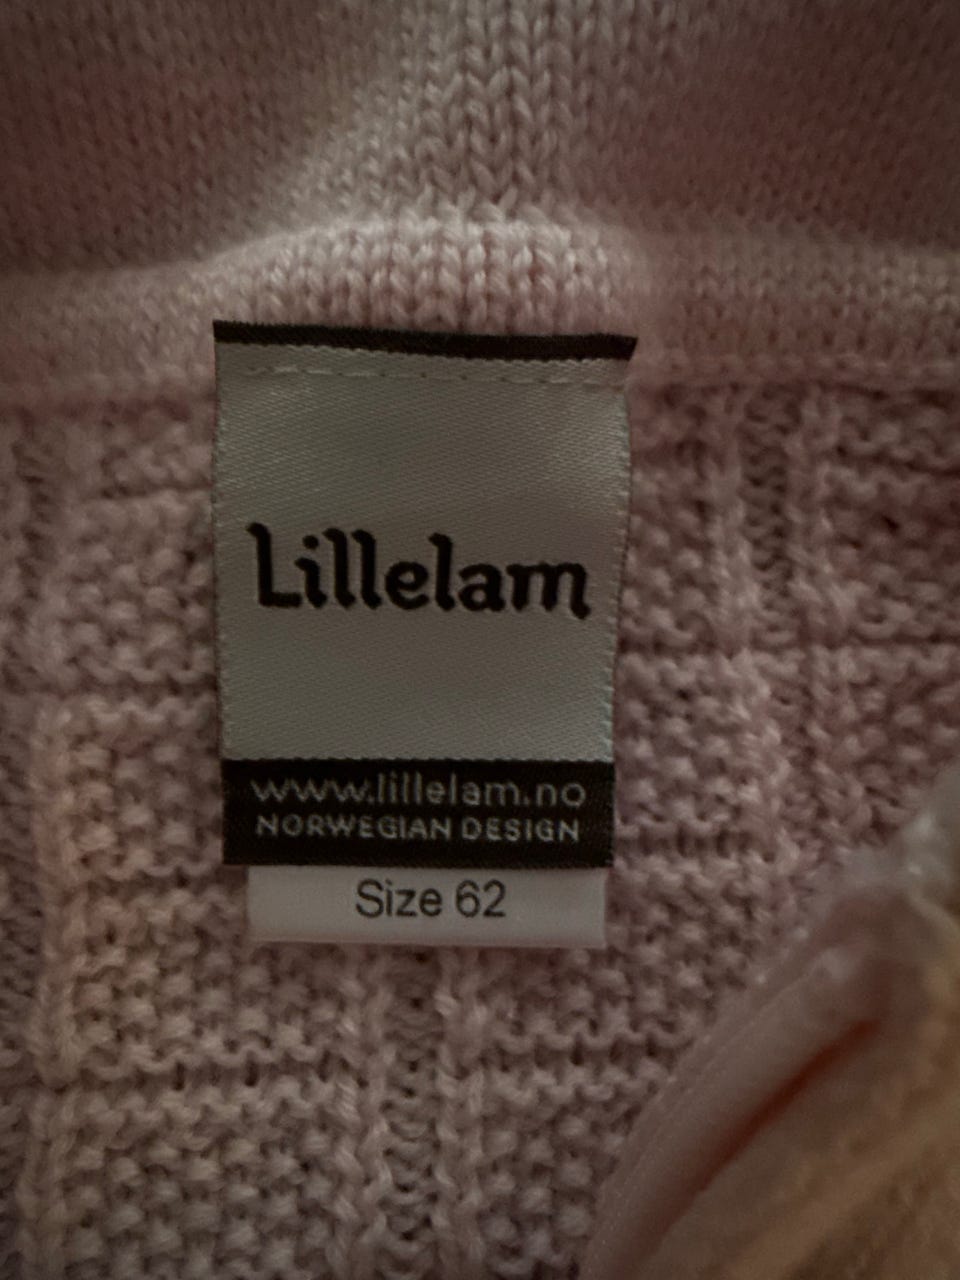 Lillelam
www.lillelam.no
NORWEGIAN DESIGN
Size 62